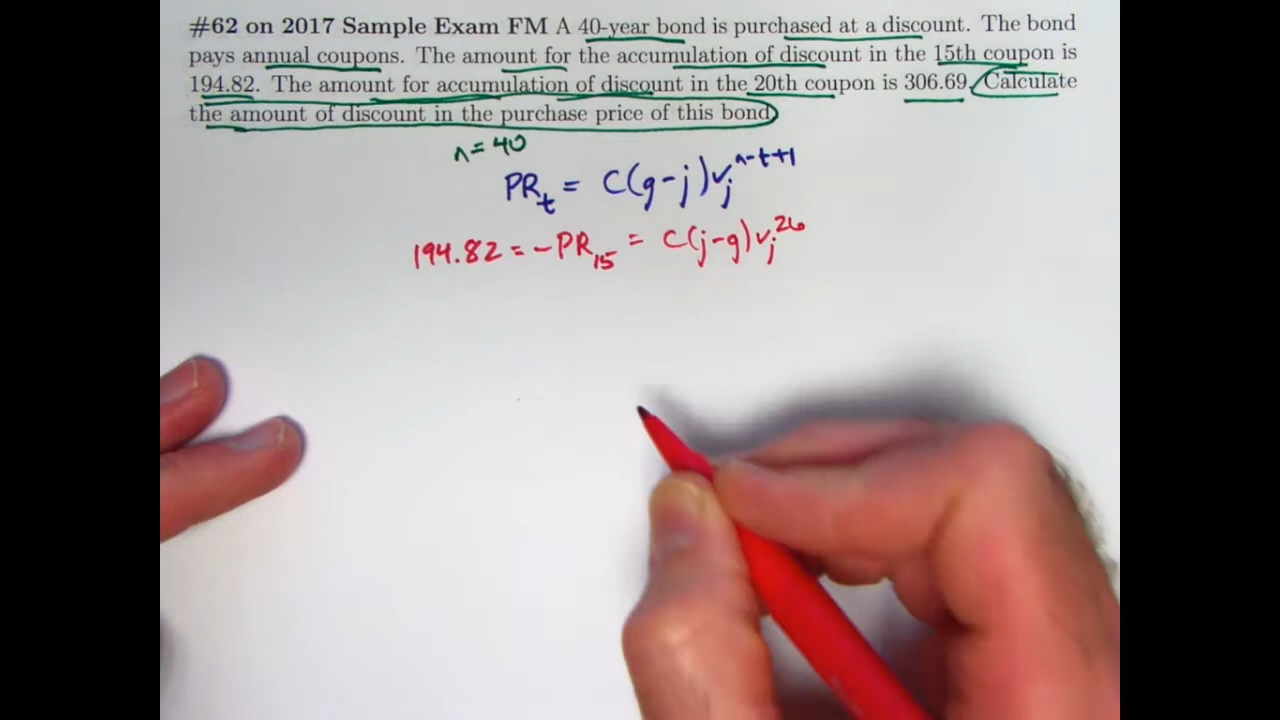 #62 on 2017 Sample Exam FM A 40-year bond is purchased at a discount. The bond
pays annual coupons. The amount for the accumulation of discount in the 15th coupon is
194.82. The amount for accumulation of discount in the 20th coupon is 306.69. Calculate
the amount of discount in the purchase price of this bond.
n = 40
PR_t = C(g-j)v_j^{n-t+1}
194.82 = -PR_15 = C(j-g)v_j^{26}